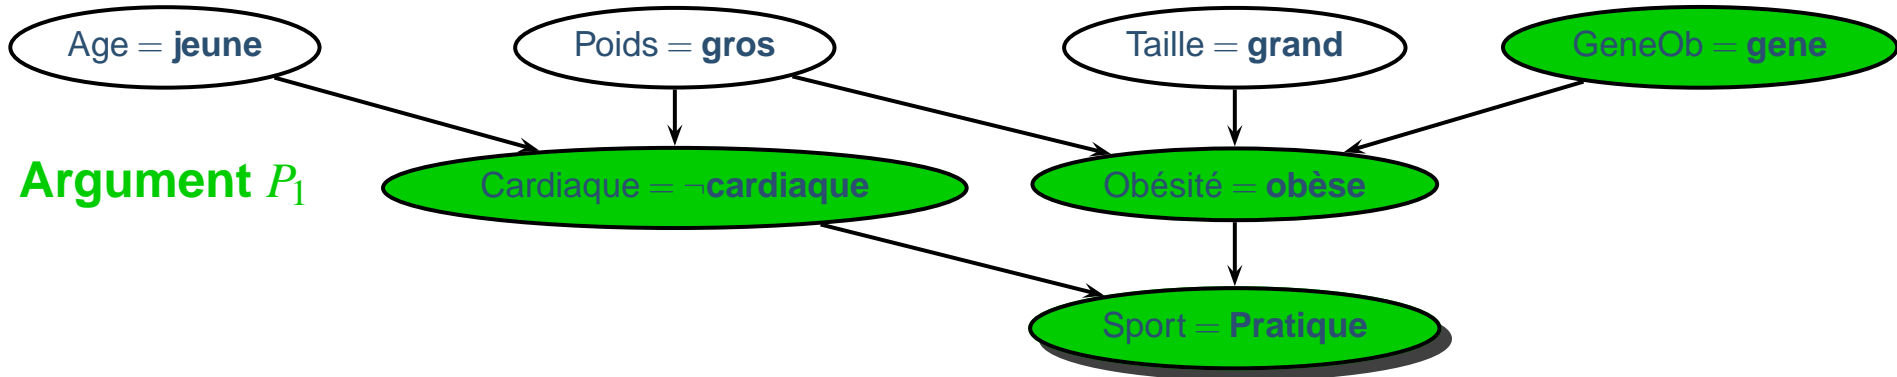 Age = jeune
Poids = gros
Taille = grand
GeneOb = gene
Argument P₁
Cardiaque = ¬cardiaque
Obésité = obèse
Sport = Pratique